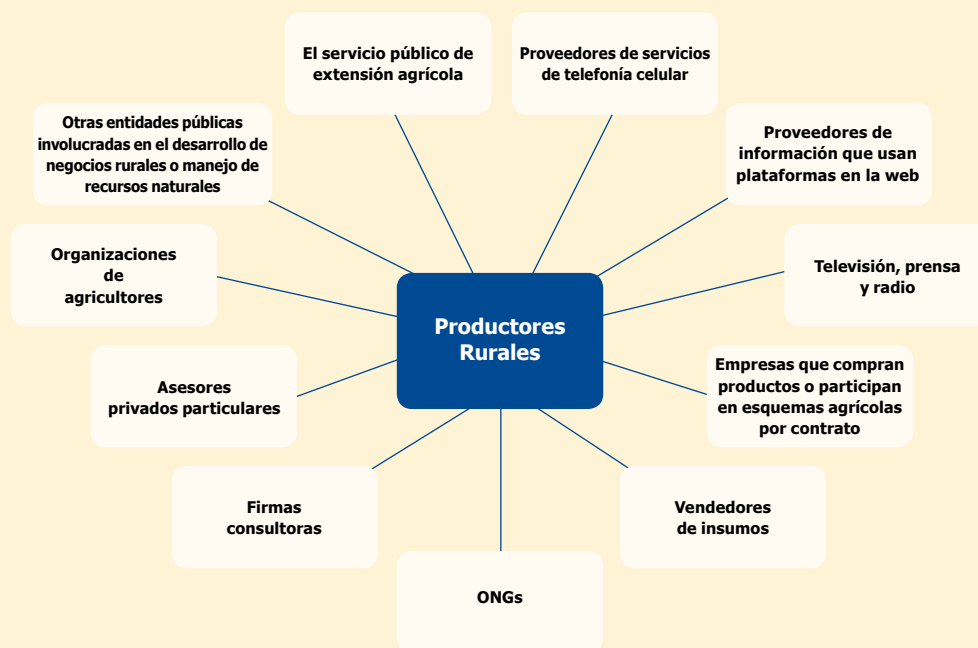 El servicio público de
extensión agrícola
Proveedores de servicios
de telefonía celular
Otras entidades públicas
involucradas en el desarrollo de
negocios rurales o manejo de
recursos naturales
Proveedores de
información que usan
plataformas en la web
Organizaciones
de
agricultores
Televisión, prensa
y radio
Productores
Rurales
Asesores
privados particulares
Empresas que compran
productos o participan
en esquemas agrícolas
por contrato
Firmas
consultoras
Vendedores
de insumos
ONGs